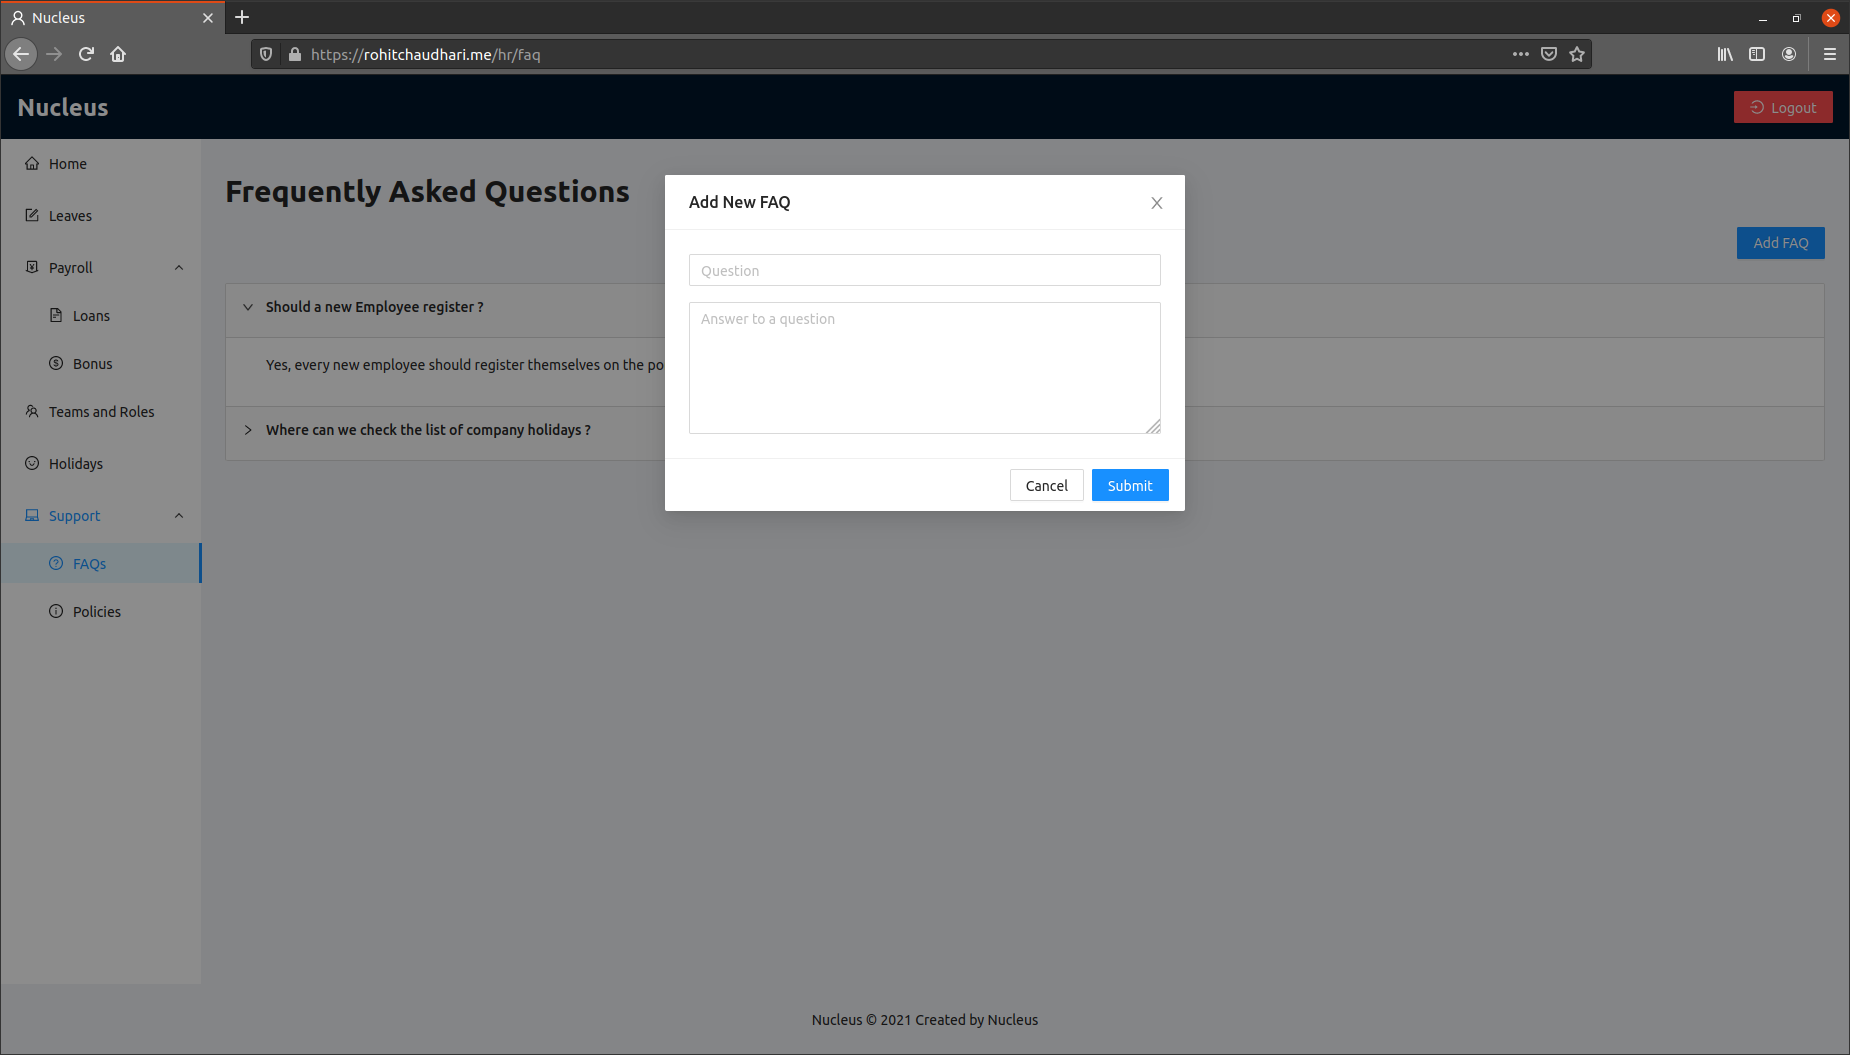 Nucleus
https://rohitchaudhari.me/hr/faq
Nucleus
Logout
Home
Leaves
Payroll
Loans
Bonus
Teams and Roles
Holidays
Support
FAQs
Policies
Frequently Asked Questions
Add FAQ
Should a new Employee register ?
Yes, every new employee should register themselves on the po
Where can we check the list of company holidays ?
Add New FAQ
Question
Answer to a question
Cancel
Submit
Nucleus © 2021 Created by Nucleus